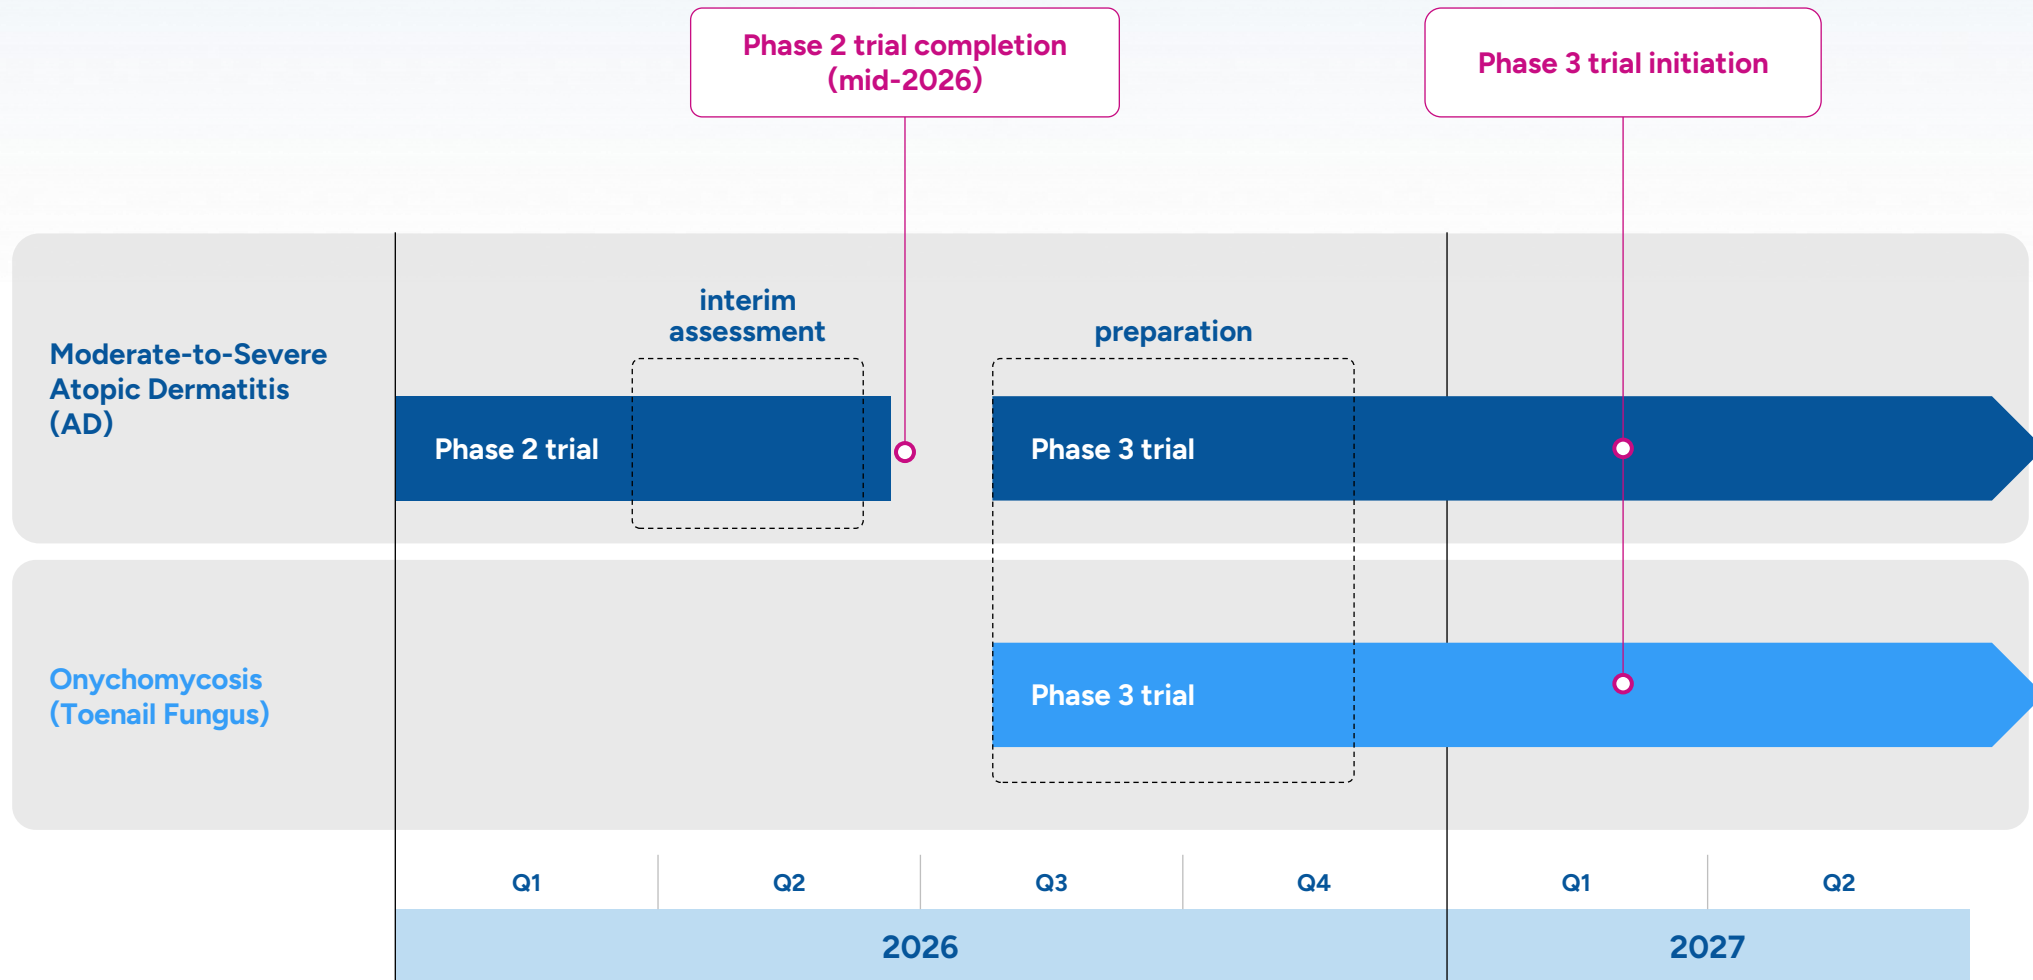 Phase 2 trial completion
(mid-2026)
Phase 3 trial initiation
Moderate-to-Severe
Atopic Dermatitis
(AD)
interim
assessment
preparation
Phase 2 trial
Phase 3 trial
Onychomycosis
(Toenail Fungus)
Phase 3 trial
Q1
Q2
Q3
Q4
Q1
Q2
2026
2027